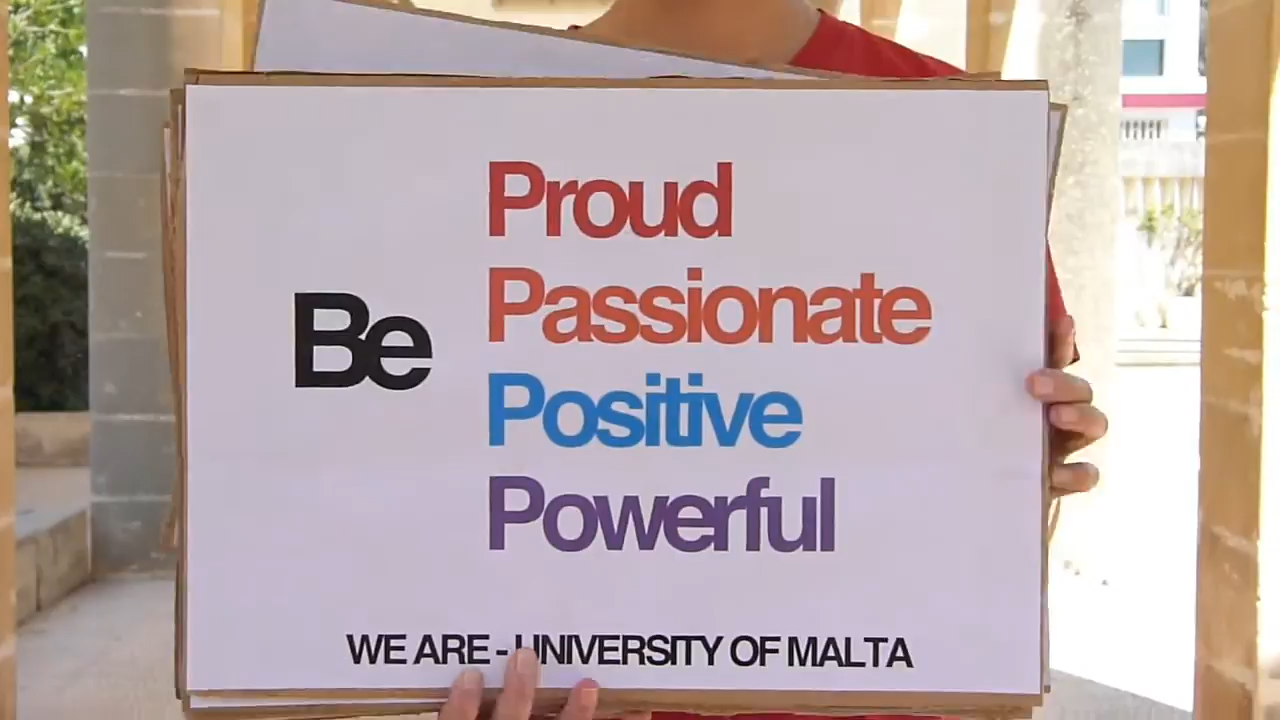 Be
Proud
Passionate
Positive
Powerful
WE ARE - UNIVERSITY OF MALTA